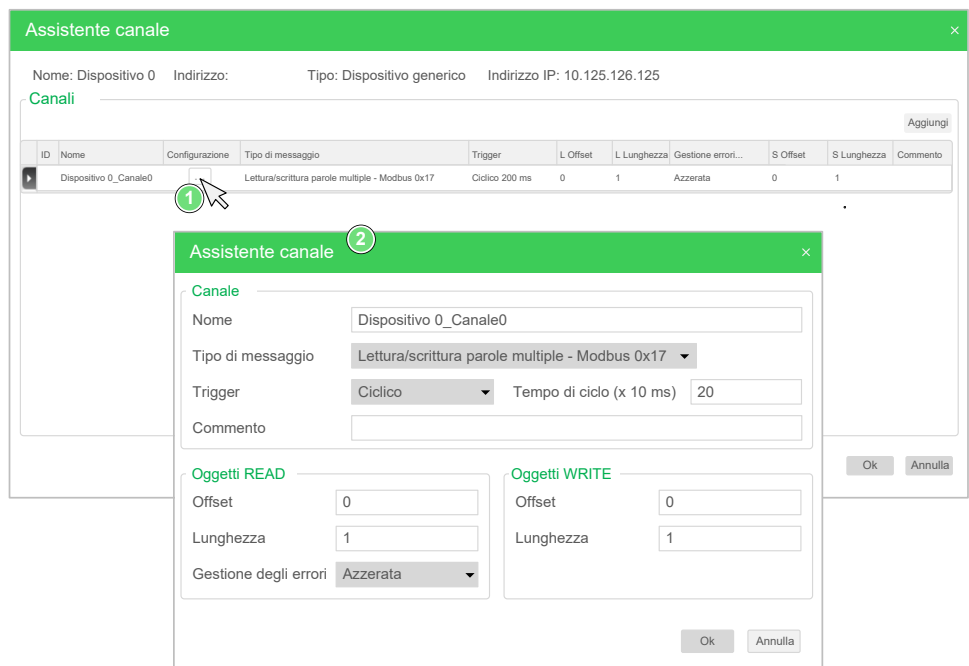 Assistente canale
Nome: Dispositivo 0 Indirizzo: Tipo: Dispositivo generico Indirizzo IP: 10.125.126.125
Canali
Aggiungi
ID Nome Configurazione Tipo di messaggio Trigger L Offset L Lunghezza Gestione errori... S Offset S Lunghezza Commento
Dispositivo 0_Canale0 ... Lettura/scrittura parole multiple - Modbus 0x17 Ciclico 200 ms 0 1 Azzerata 0 1
1
2
Assistente canale
Canale
Nome Dispositivo 0_Canale0
Tipo di messaggio Lettura/scrittura parole multiple - Modbus 0x17
Trigger Ciclico Tempo di ciclo (x 10 ms) 20
Commento
Oggetti READ Oggetti WRITE
Offset 0 Offset 0
Lunghezza 1 Lunghezza 1
Gestione degli errori Azzerata
Ok Annulla
Ok Annulla